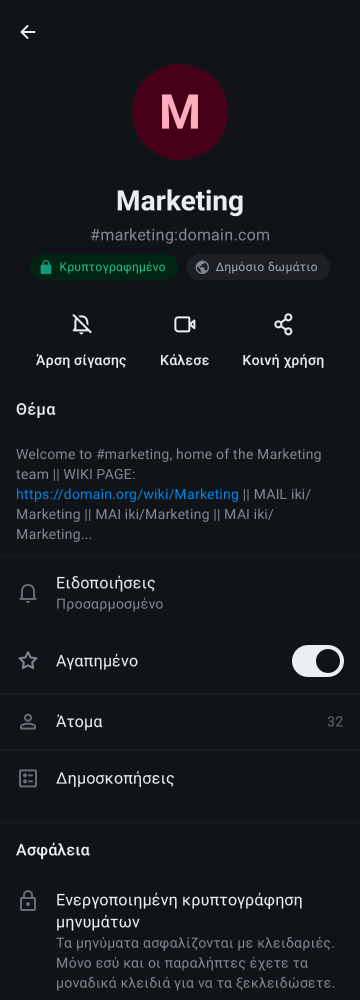 M
Marketing
#marketing:domain.com
Κρυπτογραφημένο
Δημόσιο δωμάτιο
Άρση σίγασης
Κάλεσε
Κοινή χρήση
Θέμα
Welcome to #marketing, home of the Marketing
team || WIKI PAGE:
https://domain.org/wiki/Marketing || MAIL iki/
Marketing || MAI iki/Marketing || MAI iki/
Marketing...
Ειδοποιήσεις
Προσαρμοσμένο
Αγαπημένο
Άτομα 32
Δημοσκοπήσεις
Ασφάλεια
Ενεργοποιημένη κρυπτογράφηση
μηνυμάτων
Τα μηνύματα ασφαλίζονται με κλειδαριές.
Μόνο εσύ και οι παραλήπτες έχετε τα
μοναδικά κλειδιά για να τα ξεκλειδώσετε.